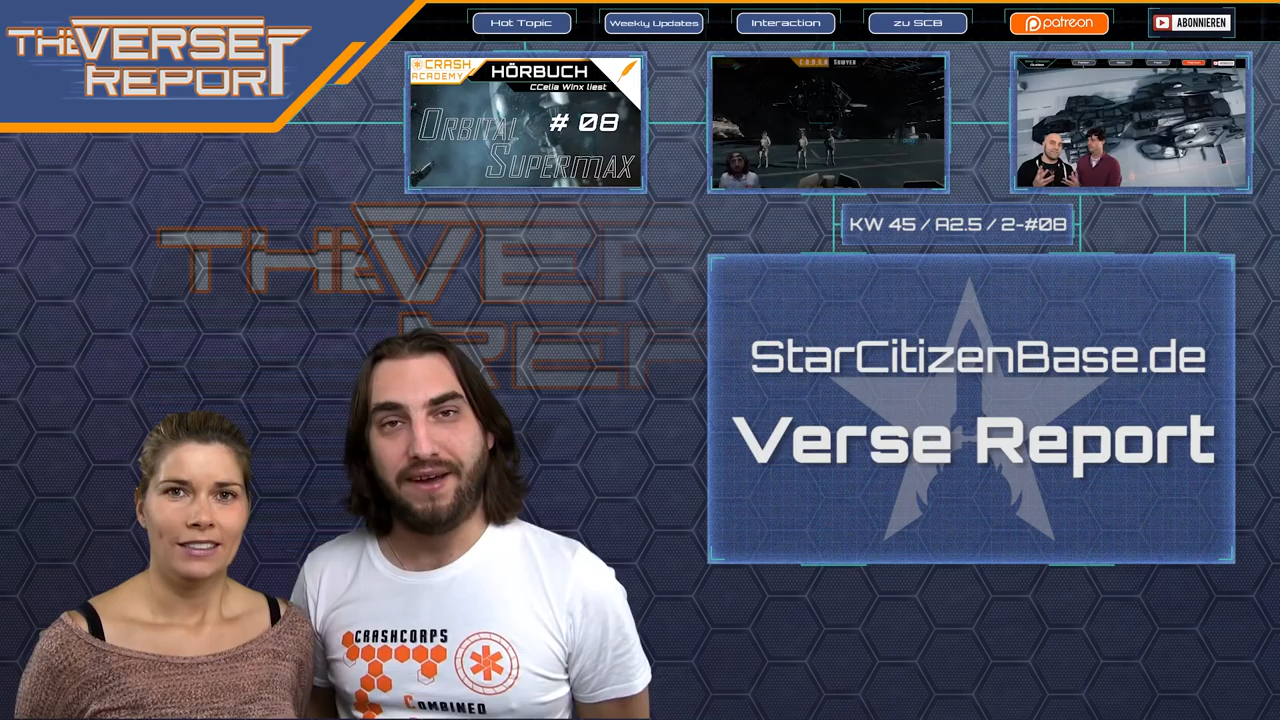 THE VERSE
REPORT
Hot Topic
Weekly Updates
Interaction
zu SCB
patreon
ABONNIEREN
CRASH
ACADEMY
HÖRBUCH
CCelia Winx liest
Orbital # 08
Supermax
KW 45 / A2.5 / 2-#08
StarCitizenBase.de
Verse Report
CRASHCORPS
COMBINED